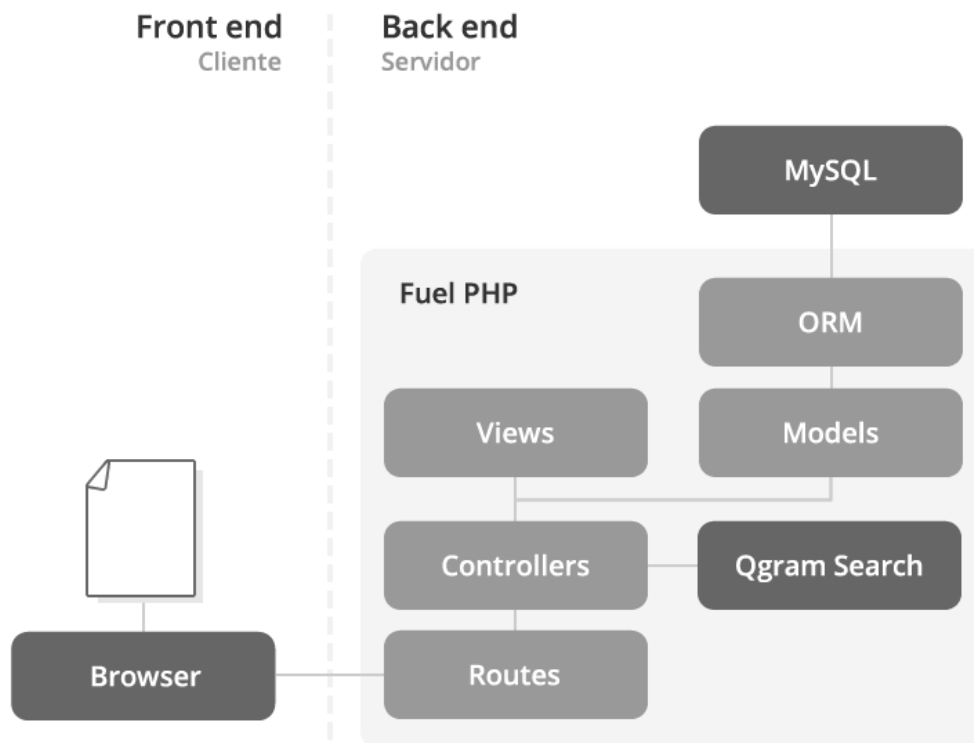 Front end
Cliente
Back end
Servidor
MySQL
Fuel PHP
ORM
Views
Models
Controllers
Qgram Search
Browser
Routes